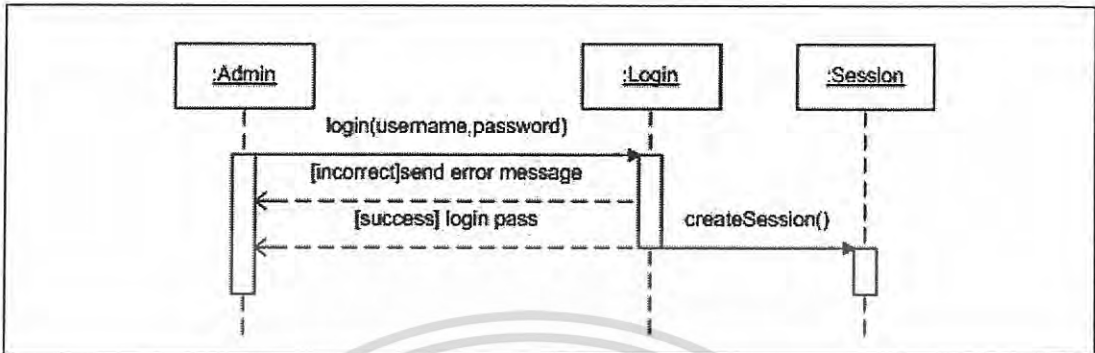 :Admin
:Login
:Session
login(username,password)
[incorrect]send error message
[success] login pass
createSession()